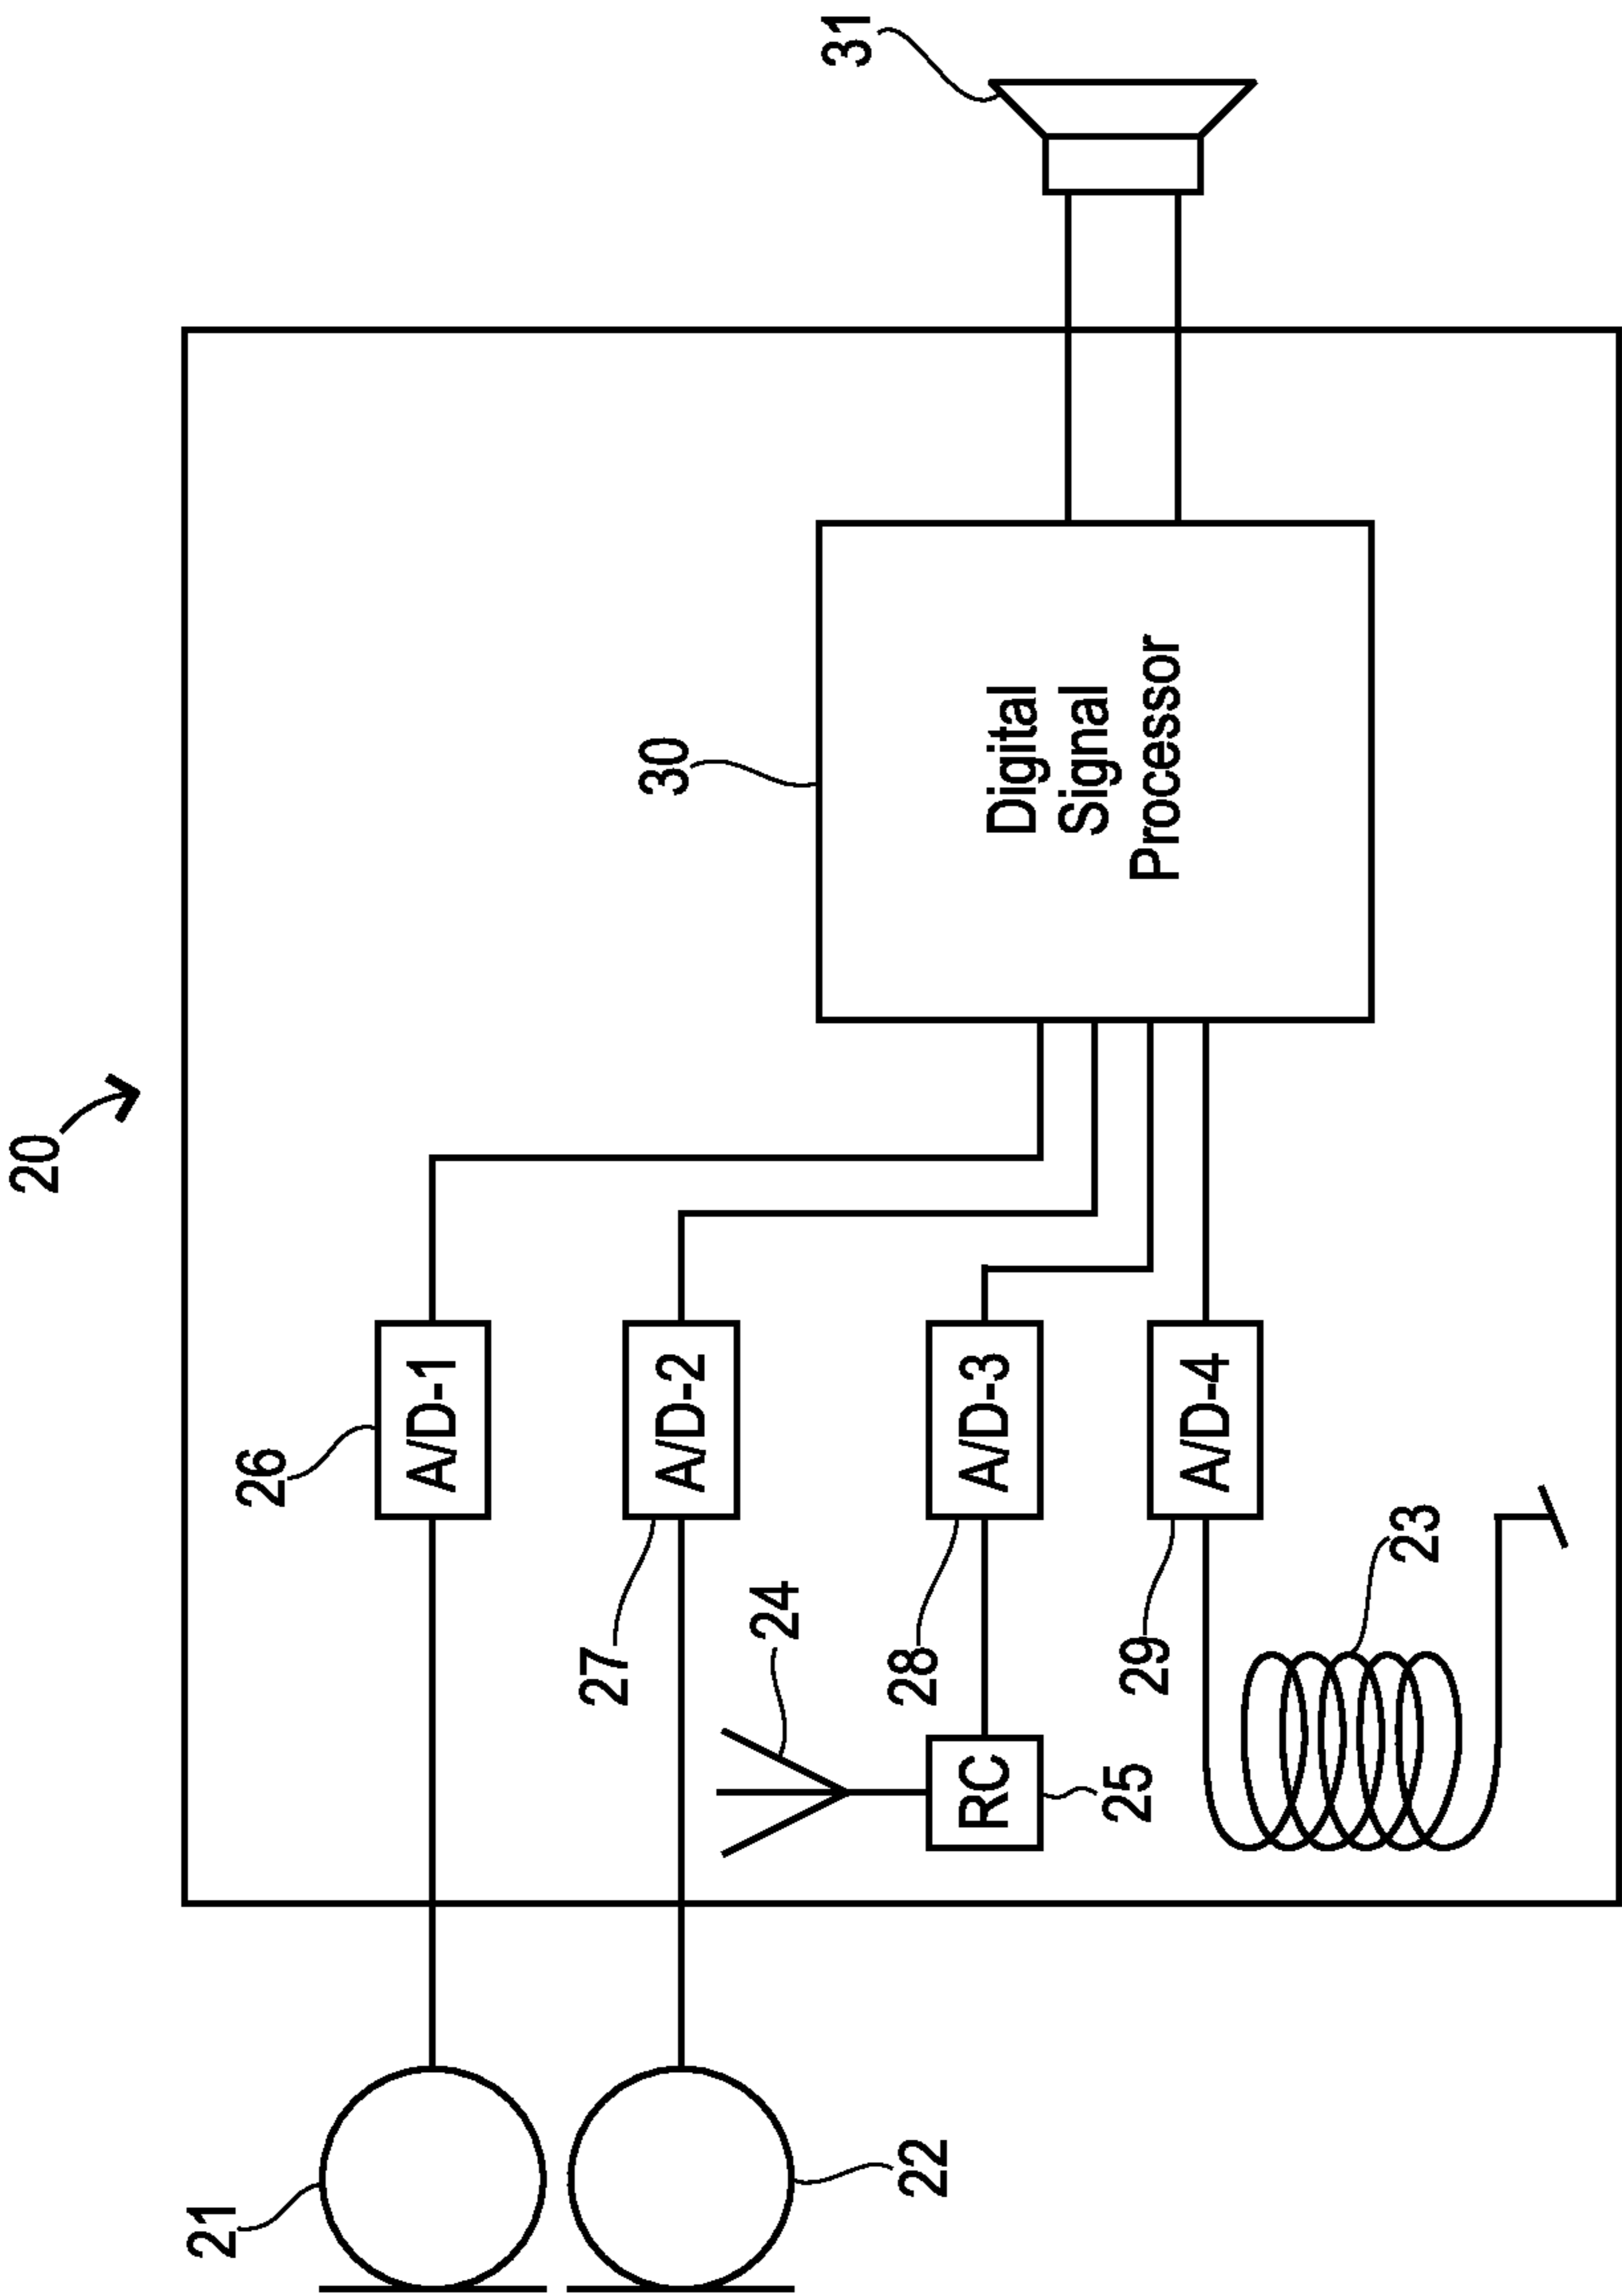 20
26
A/D-1
21
30
31
27
A/D-2
22
24
Digital
Signal
Processor
28
RC
A/D-3
25
29
A/D-4
23